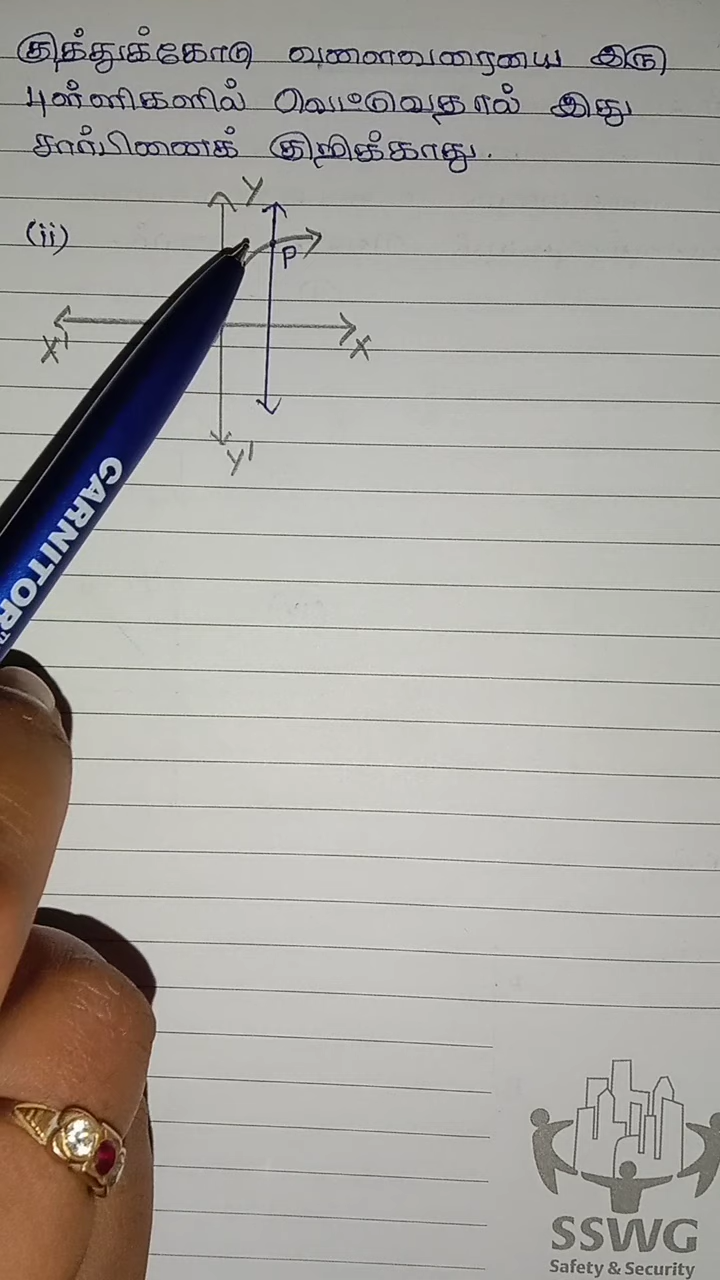 குத்துக்கோடு வளைவரையை இரு
புள்ளிகளில் வெட்டுவதால் இது
சார்பினைக் குறிக்காது.
(ii)
Y
P
X'
X
Y'
CARNITOR
SSWG
Safety & Security